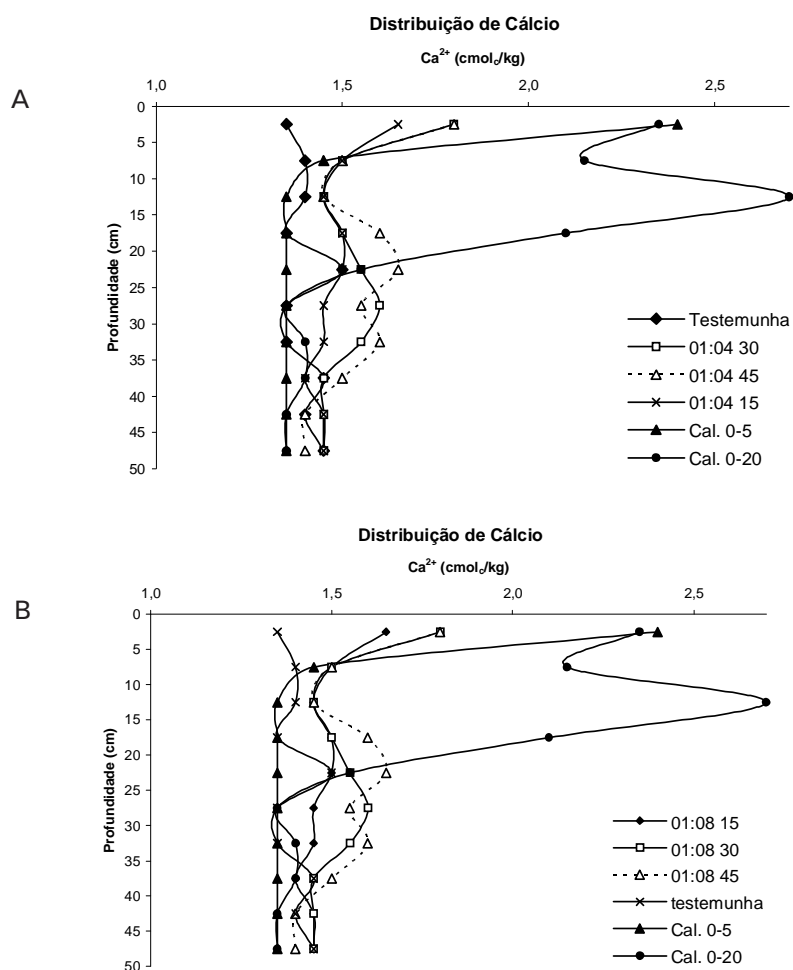 Distribuição de Cálcio
Ca2+ (cmolc/kg)
A
1,0 1,5 2,0 2,5
Profundidade (cm)
0
5
10
15
20
25
30
35
40
45
50
Testemunha
01:04 30
01:04 45
01:04 15
Cal. 0-5
Cal. 0-20
Distribuição de Cálcio
Ca2+ (cmolc/kg)
B
1,0 1,5 2,0 2,5
Profundidade (cm)
0
5
10
15
20
25
30
35
40
45
50
01:08 15
01:08 30
01:08 45
testemunha
Cal. 0-5
Cal. 0-20